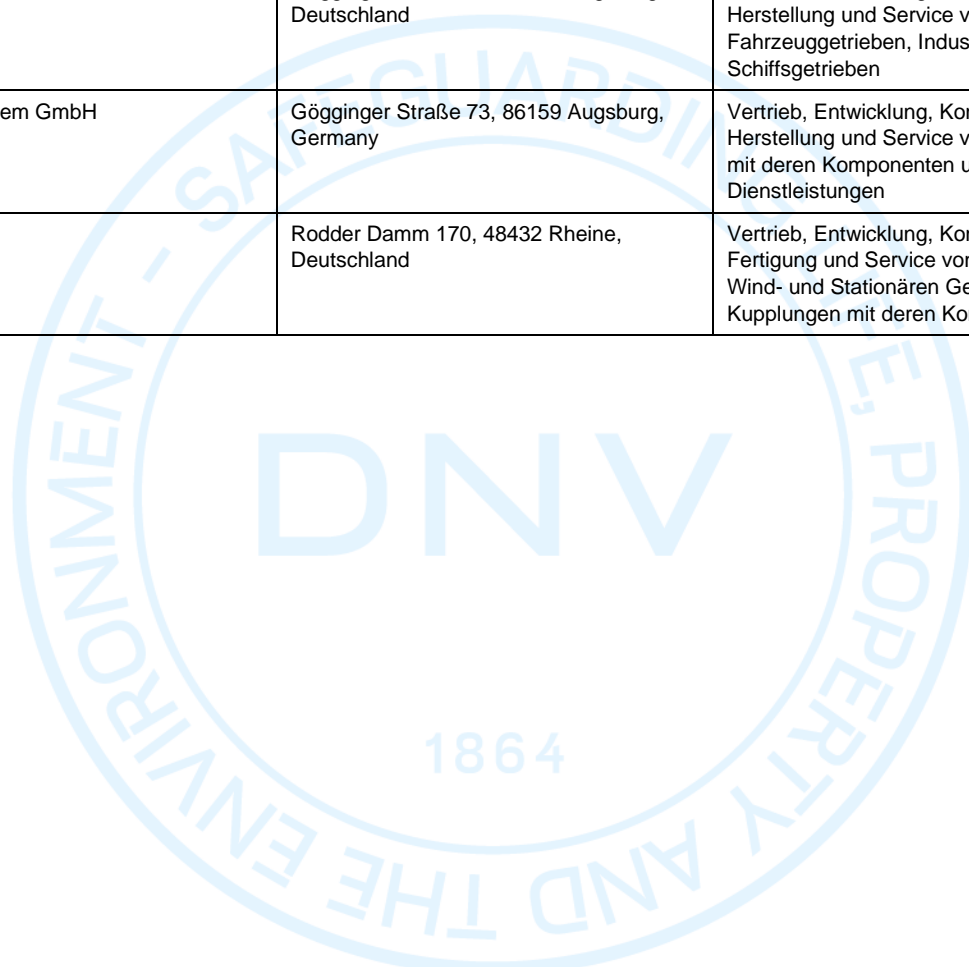 Deutschland
Herstellung und Service v
Fahrzeuggetrieben, Indus
Schiffsgetrieben
em GmbH
Gögginger Straße 73, 86159 Augsburg,
Germany
Vertrieb, Entwicklung, Kon
Herstellung und Service v
mit deren Komponenten u
Dienstleistungen
Rodder Damm 170, 48432 Rheine,
Deutschland
Vertrieb, Entwicklung, Kon
Fertigung und Service von
Wind- und Stationären Ge
Kupplungen mit deren Kom
SAFEGUARDING LIFE, PROPERTY AND THE ENVIRONMENT -
DNV
1864